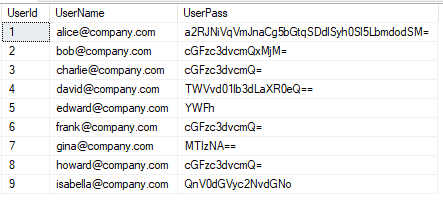 UserId UserName UserPass
1 alice@company.com a2RJNiVqVmJnaCg5bGtqSDdlSyh0Sl5LbmdodSM=
2 bob@company.com cGFzc3dvcmQxMjM=
3 charlie@company.com cGFzc3dvcmQ=
4 david@company.com TWVvd01lb3dLaXR0eQ==
5 edward@company.com YWFh
6 frank@company.com cGFzc3dvcmQ=
7 gina@company.com MTIzNA==
8 howard@company.com cGFzc3dvcmQ=
9 isabella@company.com QnV0dGVyc2NvdGNo